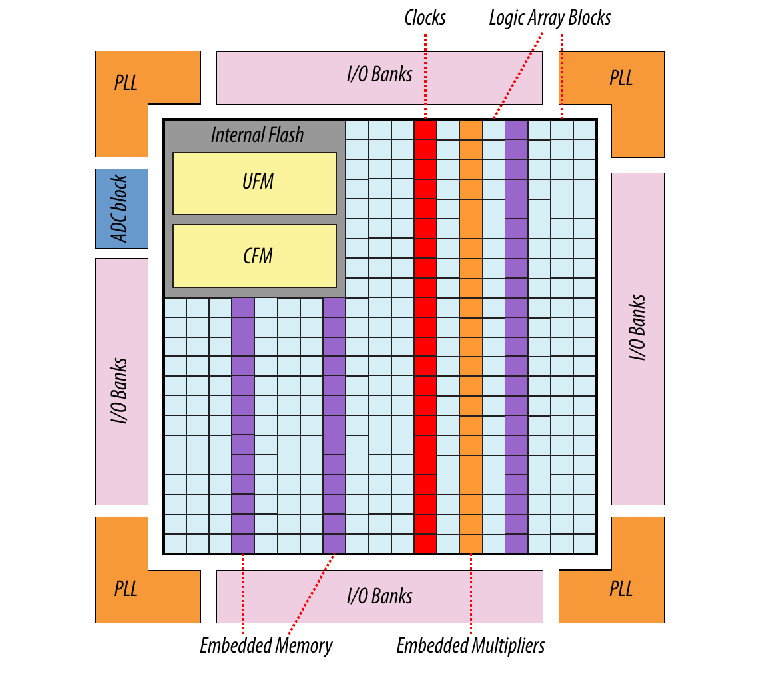 Clocks
Logic Array Blocks
PLL
I/O Banks
PLL
Internal Flash
UFM
ADC block
CFM
I/O Banks
I/O Banks
PLL
I/O Banks
PLL
Embedded Memory
Embedded Multipliers